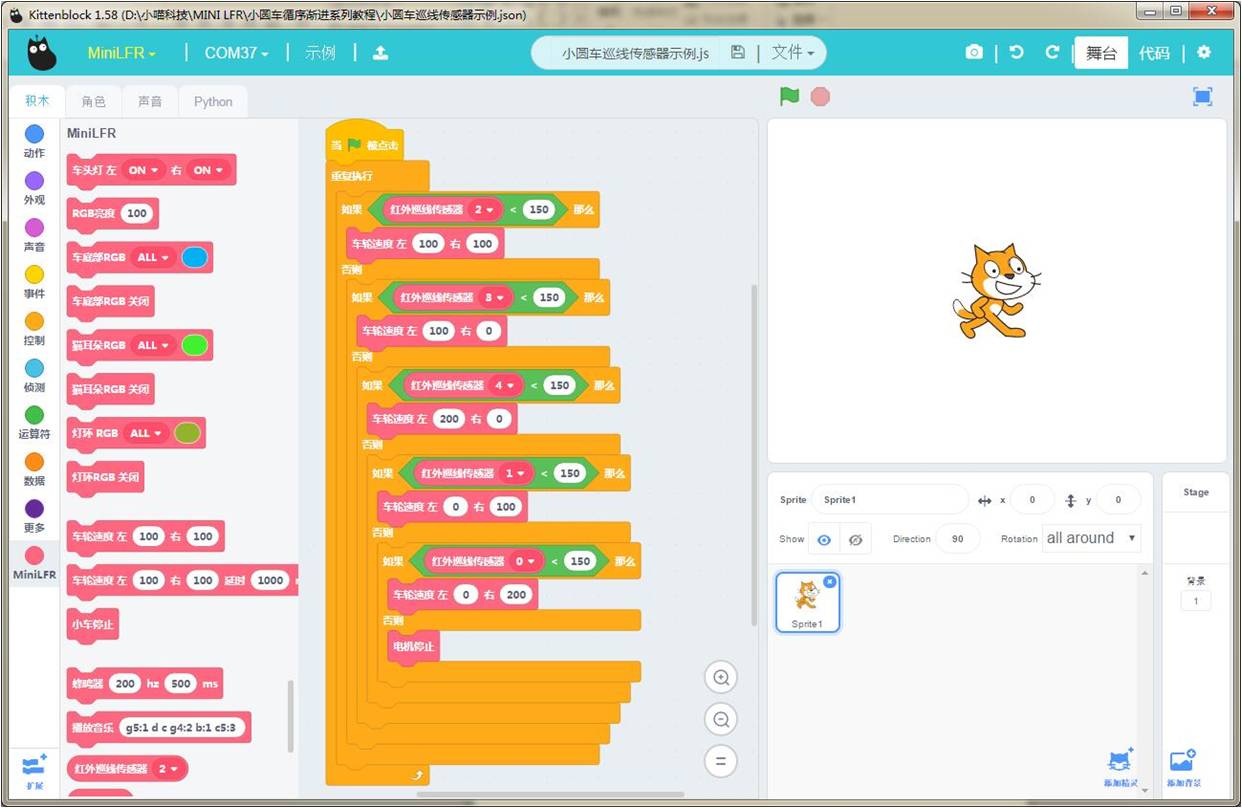 Kittenblock 1.58 (D:\小喵科技\MINI LFR\小圆车循序渐进系列教程\小圆车巡线传感器示例.json)
MiniLFR COM37 示例 小圆车巡线传感器示例.js 文件 舞台 代码
积木 角色 声音 Python
动作
外观
声音
事件
控制
侦测
运算符
数据
更多
MiniLFR
扩展
MiniLFR
车头灯 左 ON 右 ON
RGB亮度 100
车底部RGB ALL
车底部RGB 关闭
猫耳朵RGB ALL
猫耳朵RGB 关闭
灯环 RGB ALL
灯环RGB 关闭
车轮速度 左 100 右 100
车轮速度 左 100 右 100 延时 1000
小车停止
蜂鸣器 200 hz 500 ms
播放音乐 g5:1 d c g4:2 b:1 c5:3
红外巡线传感器 2
当 被点击
重复执行
如果 红外巡线传感器 2 < 150 那么
车轮速度 左 100 右 100
否则
如果 红外巡线传感器 3 < 150 那么
车轮速度 左 100 右 0
否则
如果 红外巡线传感器 4 < 150 那么
车轮速度 左 200 右 0
否则
如果 红外巡线传感器 1 < 150 那么
车轮速度 左 0 右 100
否则
如果 红外巡线传感器 0 < 150 那么
车轮速度 左 0 右 200
否则
电机停止
Sprite Sprite1 x 0 y 0
Show Direction 90 Rotation all around
Sprite1
添加精灵
Stage
背景
1
添加背景